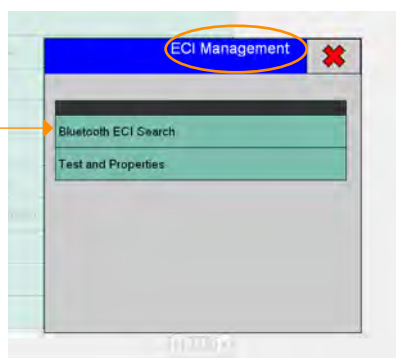 ECI Management
Bluetooth ECI Search
Test and Properties